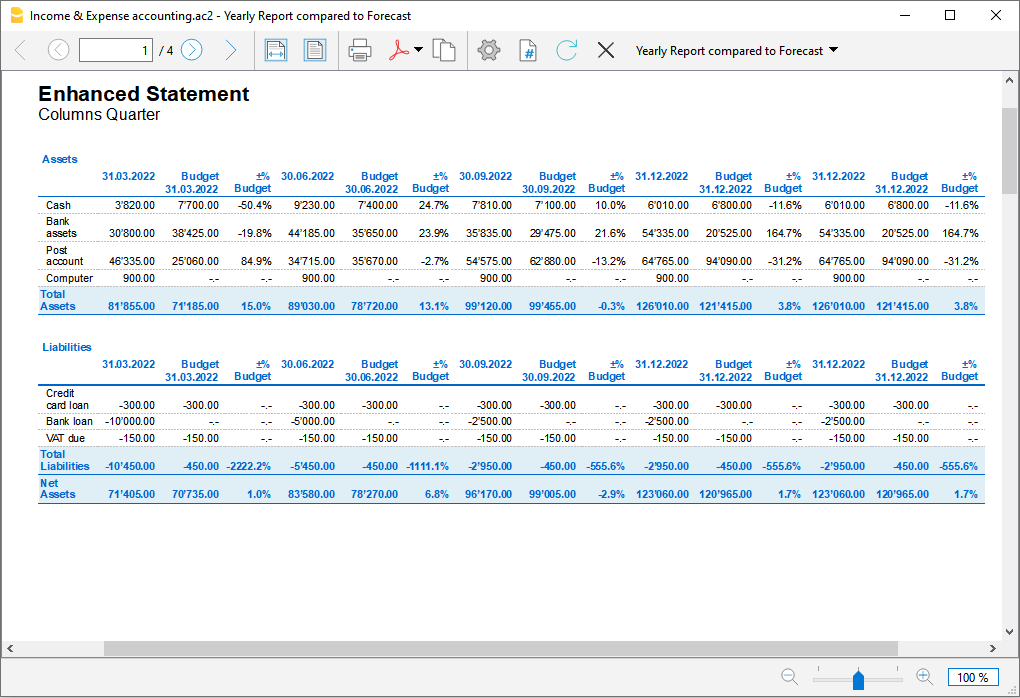 Income & Expense accounting.ac2 - Yearly Report compared to Forecast
1 / 4 Yearly Report compared to Forecast
Enhanced Statement
Columns Quarter
Assets
31.03.2022 Budget ±% 30.06.2022 Budget ±% 30.09.2022 Budget ±% 31.12.2022 Budget ±% 31.12.2022 Budget ±%
31.03.2022 Budget 30.06.2022 Budget 30.09.2022 Budget 31.12.2022 Budget 31.12.2022 Budget
Cash 3'820.00 7'700.00 -50.4% 9'230.00 7'400.00 24.7% 7'810.00 7'100.00 10.0% 6'010.00 6'800.00 -11.6% 6'010.00 6'800.00 -11.6%
Bank
assets 30'800.00 38'425.00 -19.8% 44'185.00 35'650.00 23.9% 35'835.00 29'475.00 21.6% 54'335.00 20'525.00 164.7% 54'335.00 20'525.00 164.7%
Post
account 46'335.00 25'060.00 84.9% 34'715.00 35'670.00 -2.7% 54'575.00 62'880.00 -13.2% 64'765.00 94'090.00 -31.2% 64'765.00 94'090.00 -31.2%
Computer 900.00 -.- -.- 900.00 -.- -.- 900.00 -.- -.- 900.00 -.- -.- 900.00 -.- -.-
Total
Assets 81'855.00 71'185.00 15.0% 89'030.00 78'720.00 13.1% 99'120.00 99'455.00 -0.3% 126'010.00 121'415.00 3.8% 126'010.00 121'415.00 3.8%
Liabilities
31.03.2022 Budget ±% 30.06.2022 Budget ±% 30.09.2022 Budget ±% 31.12.2022 Budget ±% 31.12.2022 Budget ±%
31.03.2022 Budget 30.06.2022 Budget 30.09.2022 Budget 31.12.2022 Budget 31.12.2022 Budget
Credit
card loan -300.00 -300.00 -.- -300.00 -300.00 -.- -300.00 -300.00 -.- -300.00 -300.00 -.- -300.00 -300.00 -.-
Bank loan -10'000.00 -.- -.- -5'000.00 -.- -.- -2'500.00 -.- -.- -2'500.00 -.- -.- -2'500.00 -.- -.-
VAT due -150.00 -150.00 -.- -150.00 -150.00 -.- -150.00 -150.00 -.- -150.00 -150.00 -.- -150.00 -150.00 -.-
Total
Liabilities -10'450.00 -450.00 -2222.2% -5'450.00 -450.00 -1111.1% -2'950.00 -450.00 -555.6% -2'950.00 -450.00 -555.6% -2'950.00 -450.00 -555.6%
Net
Assets 71'405.00 70'735.00 1.0% 83'580.00 78'270.00 6.8% 96'170.00 99'005.00 -2.9% 123'060.00 120'965.00 1.7% 123'060.00 120'965.00 1.7%
100 %